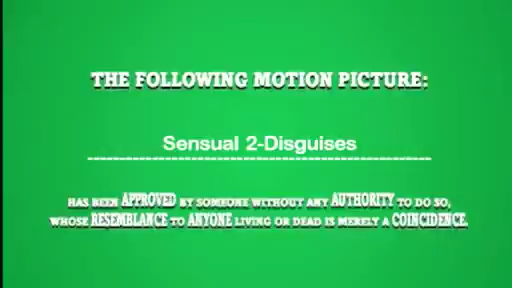 THE FOLLOWING MOTION PICTURE:
Sensual 2-Disguises
HAS BEEN APPROVED BY SOMEONE WITHOUT ANY AUTHORITY TO DO SO,
WHOSE RESEMBLANCE TO ANYONE LIVING OR DEAD IS MERELY A COINCIDENCE.